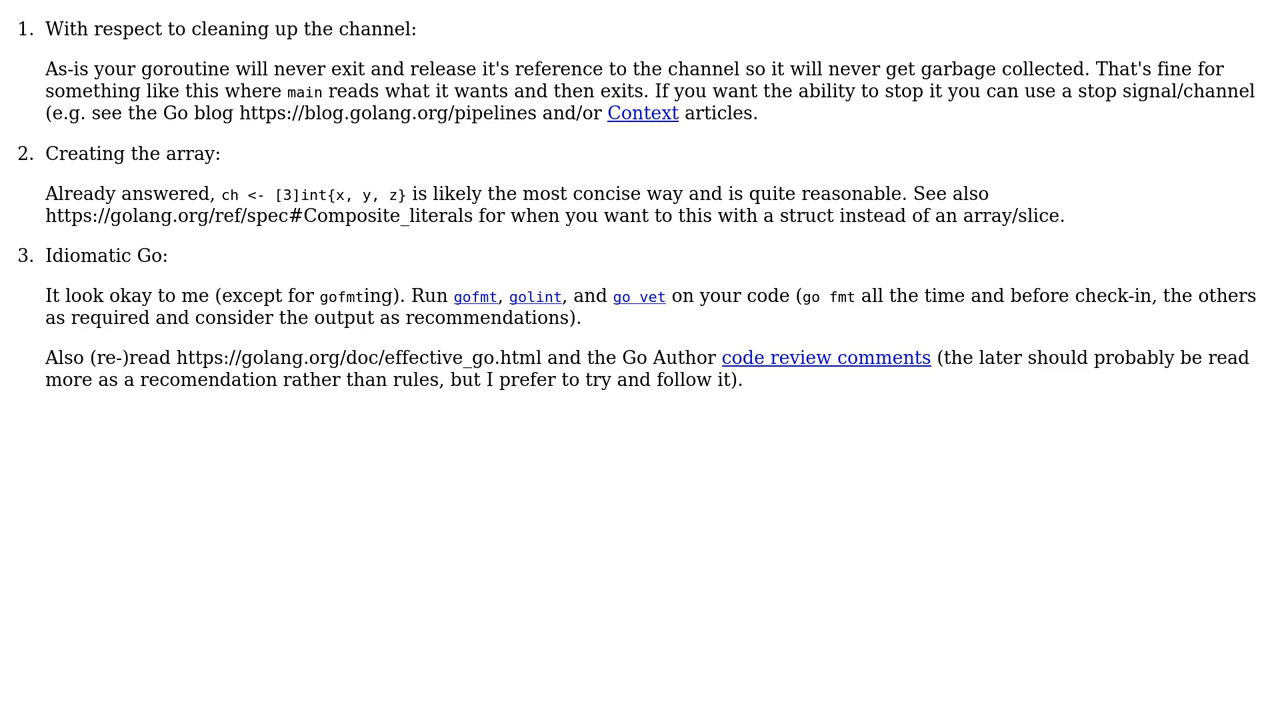 1. With respect to cleaning up the channel:
As-is your goroutine will never exit and release it's reference to the channel so it will never get garbage collected. That's fine for
something like this where main reads what it wants and then exits. If you want the ability to stop it you can use a stop signal/channel
(e.g. see the Go blog https://blog.golang.org/pipelines and/or Context articles.
2. Creating the array:
Already answered, ch <- [3]int{x, y, z} is likely the most concise way and is quite reasonable. See also
https://golang.org/ref/spec#Composite_literals for when you want to this with a struct instead of an array/slice.
3. Idiomatic Go:
It look okay to me (except for gofmting). Run gofmt, golint, and go vet on your code (go fmt all the time and before check-in, the others
as required and consider the output as recommendations).
Also (re-)read https://golang.org/doc/effective_go.html and the Go Author code review comments (the later should probably be read
more as a recomendation rather than rules, but I prefer to try and follow it).